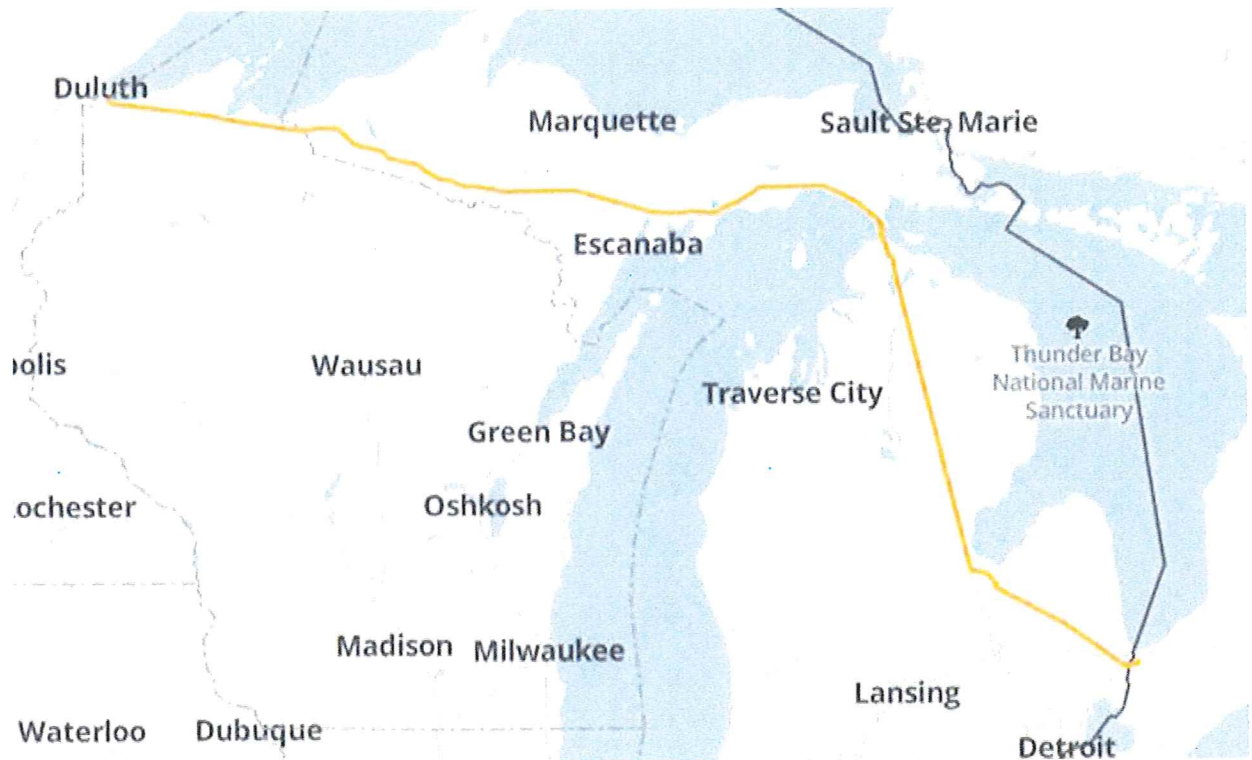 Duluth
Marquette
Sault Ste. Marie
Escanaba
Thunder Bay
National Marine
Sanctuary
polis
Wausau
Traverse City
Green Bay
ochester
Oshkosh
Madison
Milwaukee
Lansing
Waterloo
Dubuque
Detroit